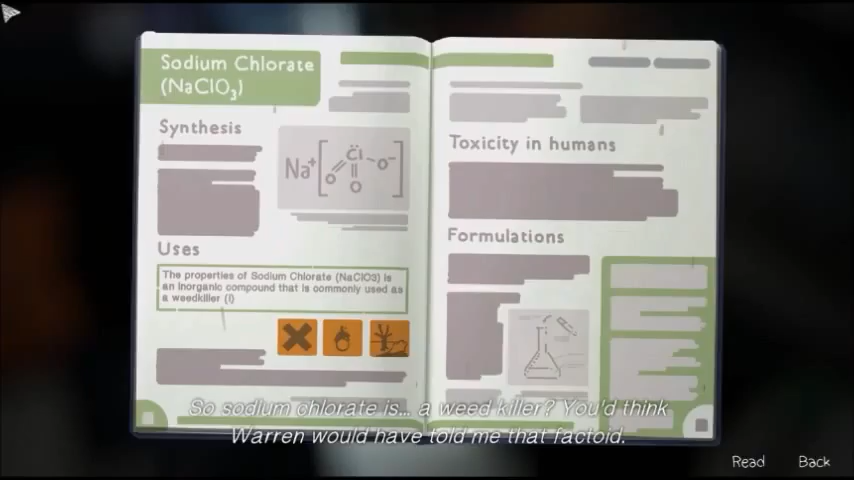 Sodium Chlorate
(NaClO3)
Synthesis
Na+
Cl
O-
O
O
Uses
The properties of Sodium Chlorate (NaClO3) is
an inorganic compound that is commonly used as
a weedkiller (I)
Toxicity in humans
Formulations
So sodium chlorate is... a weed killer? You'd think
Warren would have told me that factoid.
Read
Back